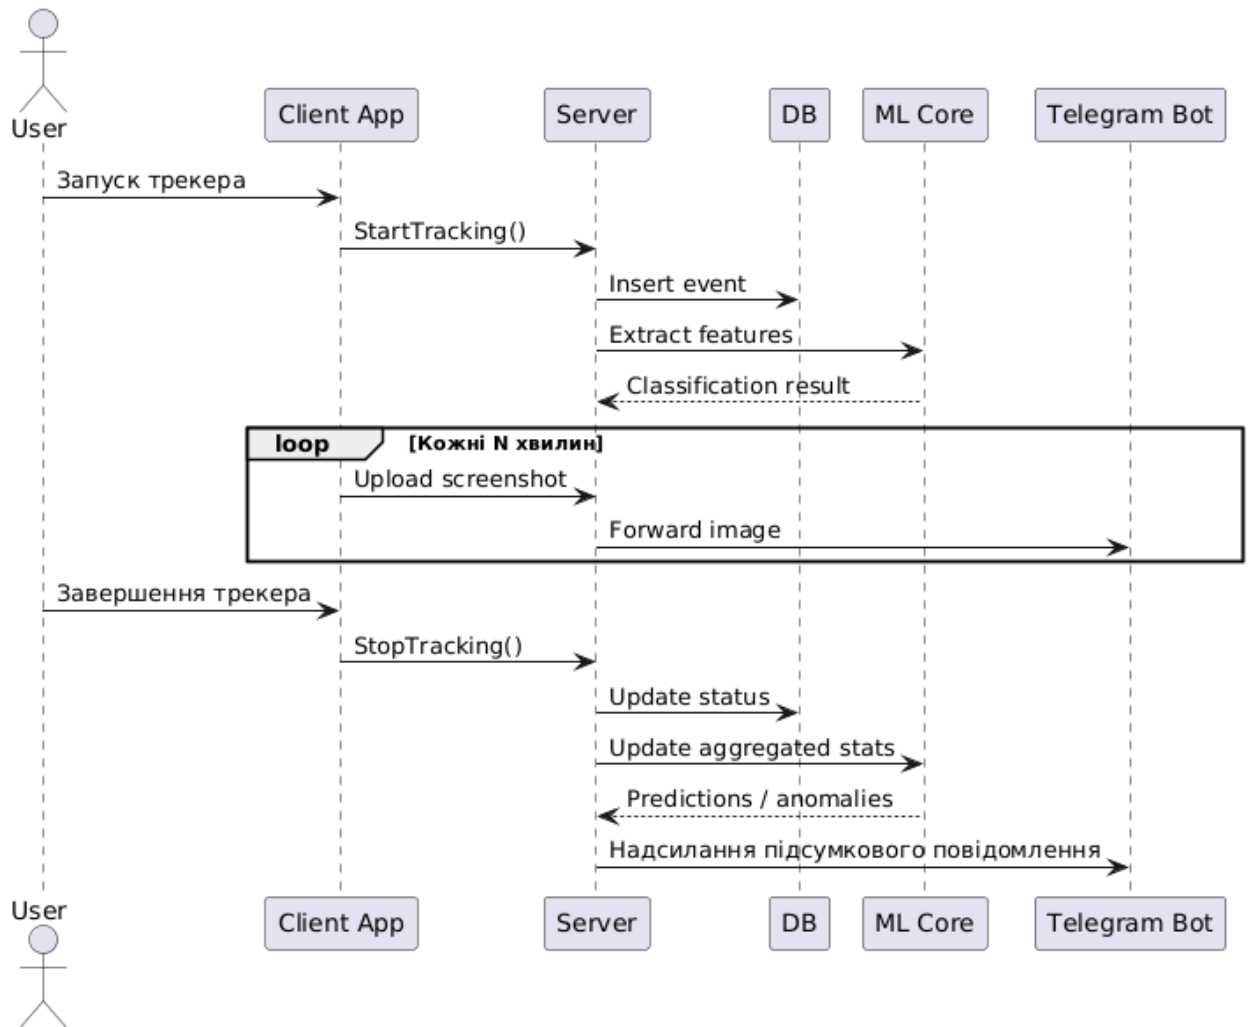 User
Client App
Server
DB
ML Core
Telegram Bot
Запуск трекера
StartTracking()
Insert event
Extract features
Classification result
loop
[Кожні N хвилин]
Upload screenshot
Forward image
Завершення трекера
StopTracking()
Update status
Update aggregated stats
Predictions / anomalies
Надсилання підсумкового повідомлення
User
Client App
Server
DB
ML Core
Telegram Bot